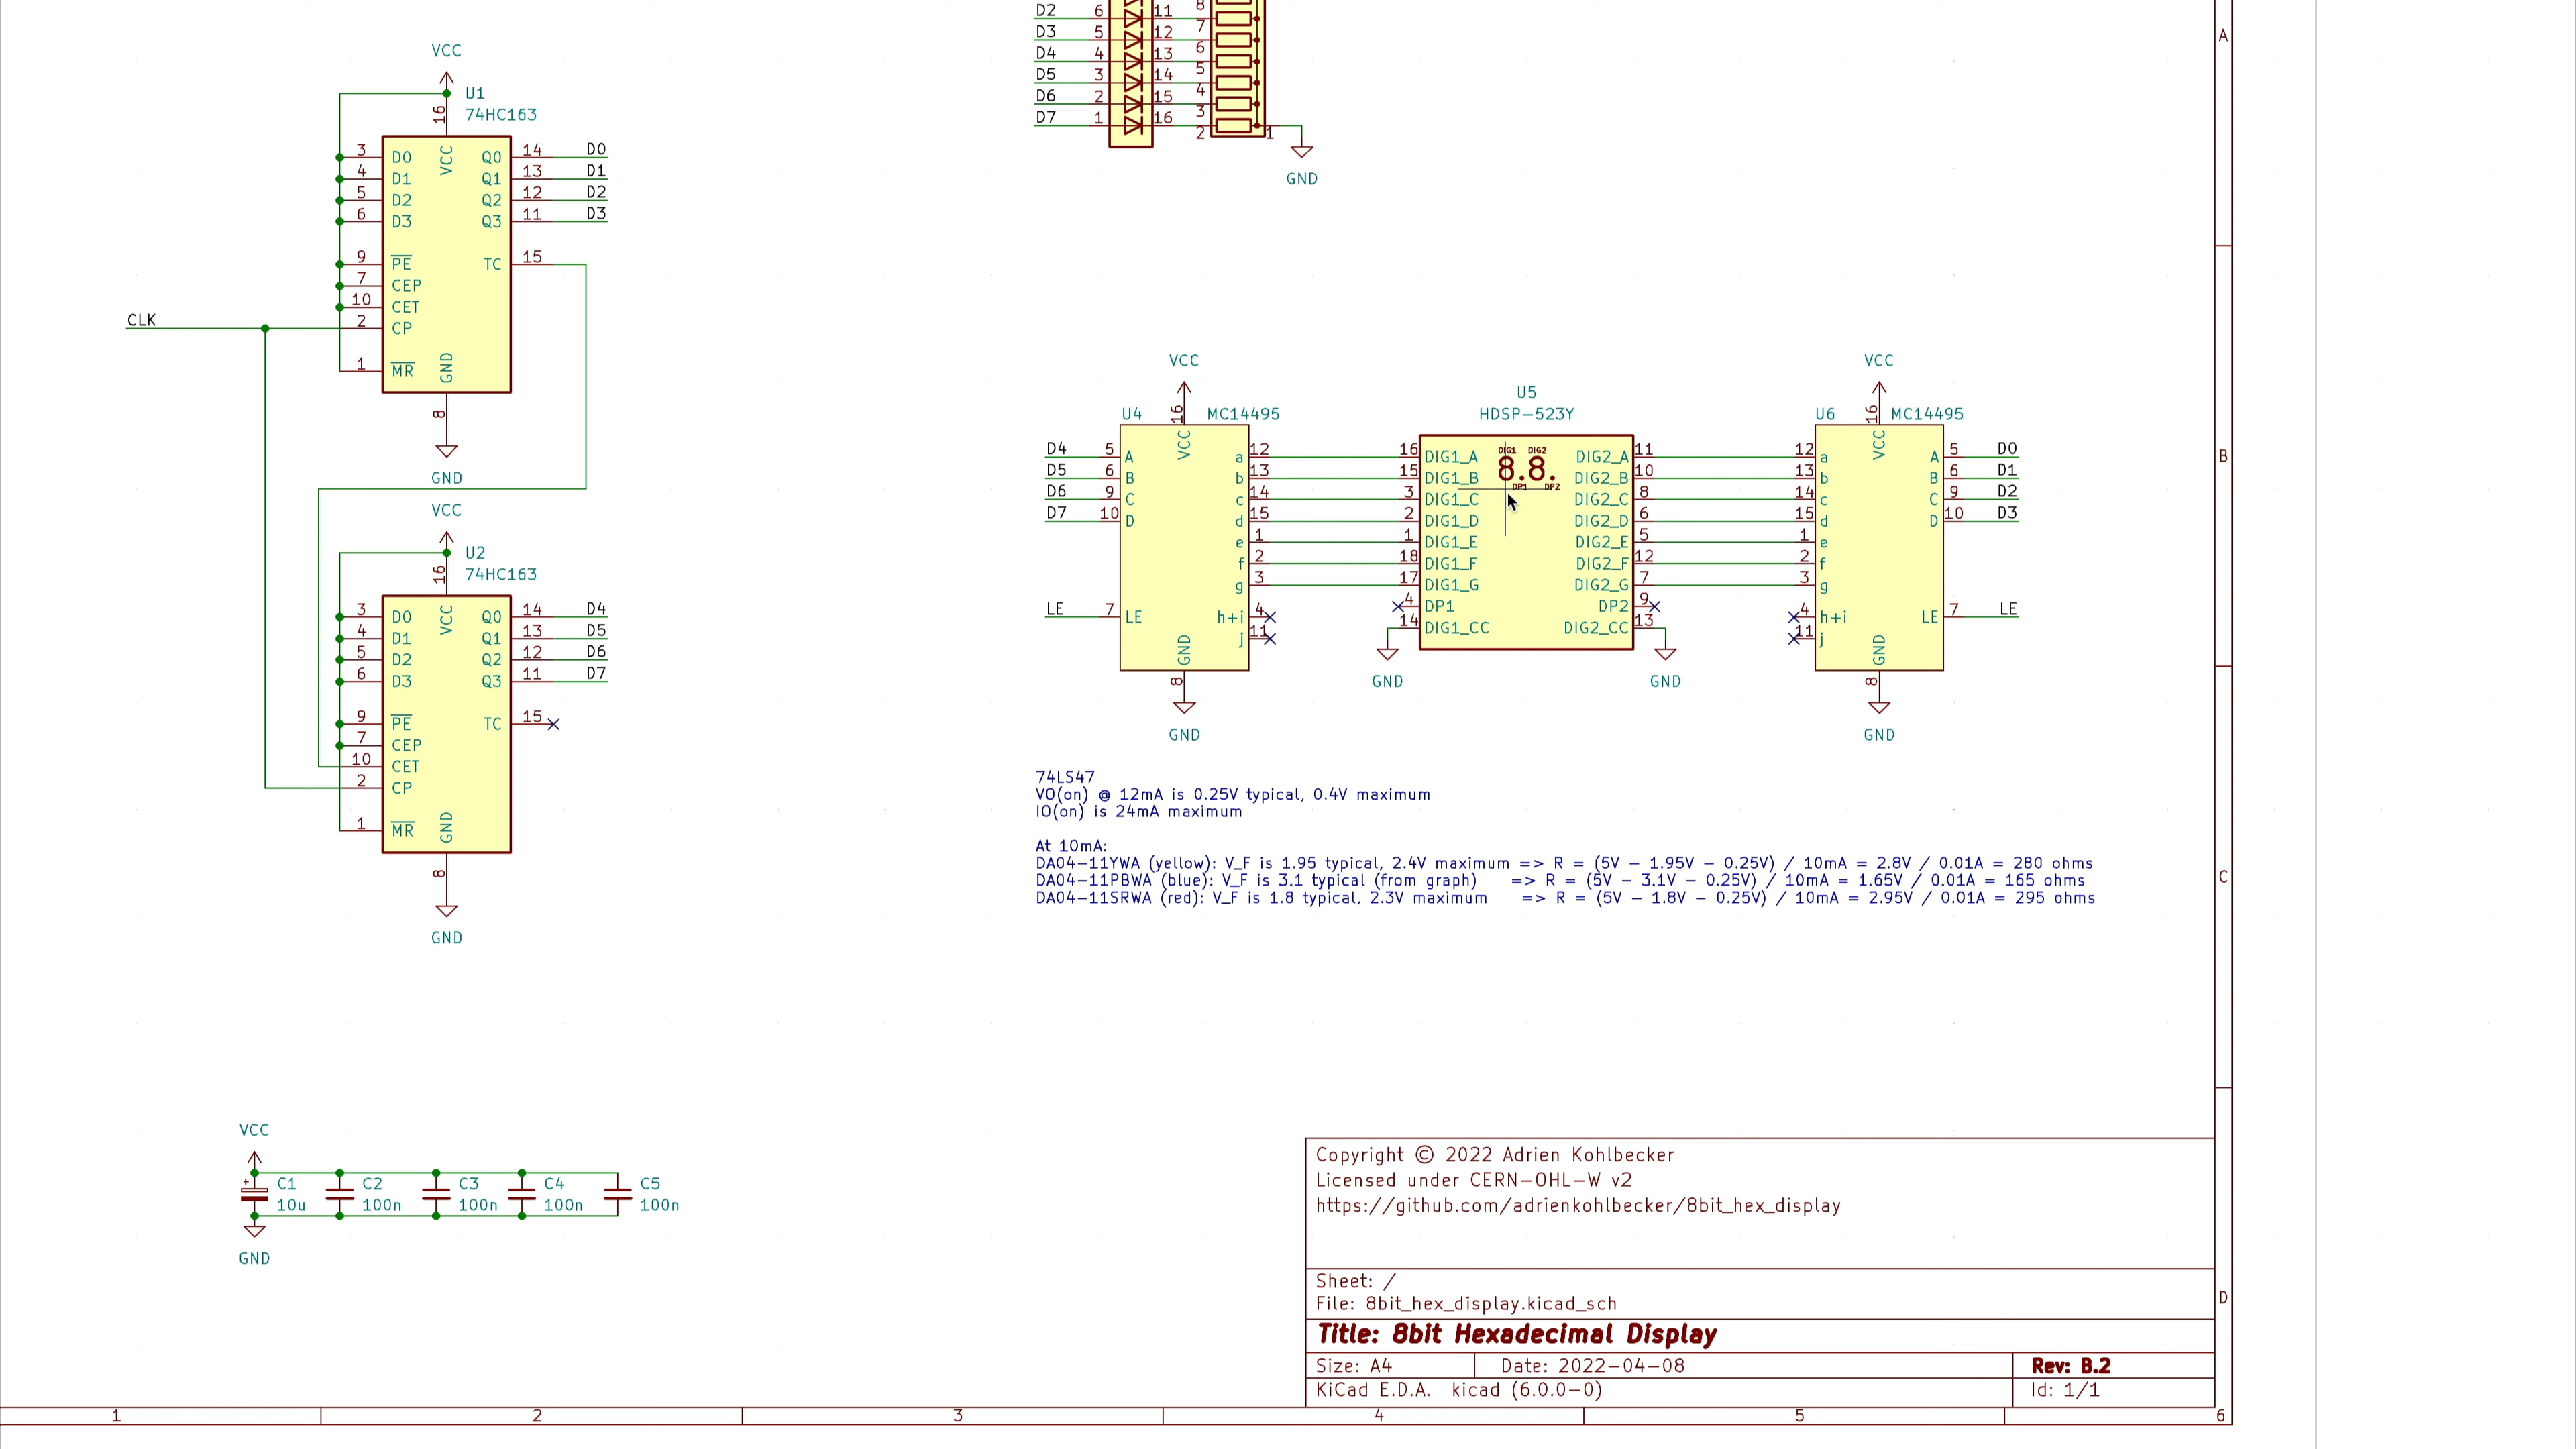 D2 6 11 8
D3 5 12 7
D4 4 13 6
D5 3 14 5
D6 2 15 4
D7 1 16 3
2 1
GND
A
VCC
U1
74HC163
16
VCC
3 D0 Q0 14 D0
4 D1 Q1 13 D1
5 D2 Q2 12 D2
6 D3 Q3 11 D3
9 PE TC 15
7 CEP
10 CET
CLK 2 CP
1 MR
GND
8
GND
VCC
U2
74HC163
16
VCC
3 D0 Q0 14 D4
4 D1 Q1 13 D5
5 D2 Q2 12 D6
6 D3 Q3 11 D7
9 PE TC 15
7 CEP
10 CET
2 CP
1 MR
GND
8
GND
VCC
U4 16 MC14495
VCC
D4 5 A a 12
D5 6 B b 13
D6 9 C c 14
D7 10 D d 15
e 1
f 2
g 3
LE 7 LE h+i 4
j 11
GND
8
GND
U5
HDSP-523Y
DIG1 DIG2
8.8.
DP1 DP2
16 DIG1_A DIG2_A 11
15 DIG1_B DIG2_B 10
3 DIG1_C DIG2_C 8
2 DIG1_D DIG2_D 6
1 DIG1_E DIG2_E 5
18 DIG1_F DIG2_F 12
17 DIG1_G DIG2_G 7
4 DP1 DP2 9
14 DIG1_CC DIG2_CC 13
GND GND
VCC
U6 16 MC14495
VCC
12 a A 5 D0
13 b B 6 D1
14 c C 9 D2
15 d D 10 D3
1 e
2 f
3 g
4 h+i LE 7 LE
11 j
GND
8
GND
B
74LS47
VO(on) @ 12mA is 0.25V typical, 0.4V maximum
IO(on) is 24mA maximum
At 10mA:
DA04-11YWA (yellow): V_F is 1.95 typical, 2.4V maximum => R = (5V - 1.95V - 0.25V) / 10mA = 2.8V / 0.01A = 280 ohms
DA04-11PBWA (blue): V_F is 3.1 typical (from graph) => R = (5V - 3.1V - 0.25V) / 10mA = 1.65V / 0.01A = 165 ohms
DA04-11SRWA (red): V_F is 1.8 typical, 2.3V maximum => R = (5V - 1.8V - 0.25V) / 10mA = 2.95V / 0.01A = 295 ohms
C
VCC
+ C1 C2 C3 C4 C5
10u 100n 100n 100n 100n
GND
Copyright © 2022 Adrien Kohlbecker
Licensed under CERN-OHL-W v2
https://github.com/adrienkohlbecker/8bit_hex_display
Sheet: /
File: 8bit_hex_display.kicad_sch
Title: 8bit Hexadecimal Display
Size: A4 Date: 2022-04-08 Rev: B.2
KiCad E.D.A. kicad (6.0.0-0) Id: 1/1
D
1 2 3 4 5 6